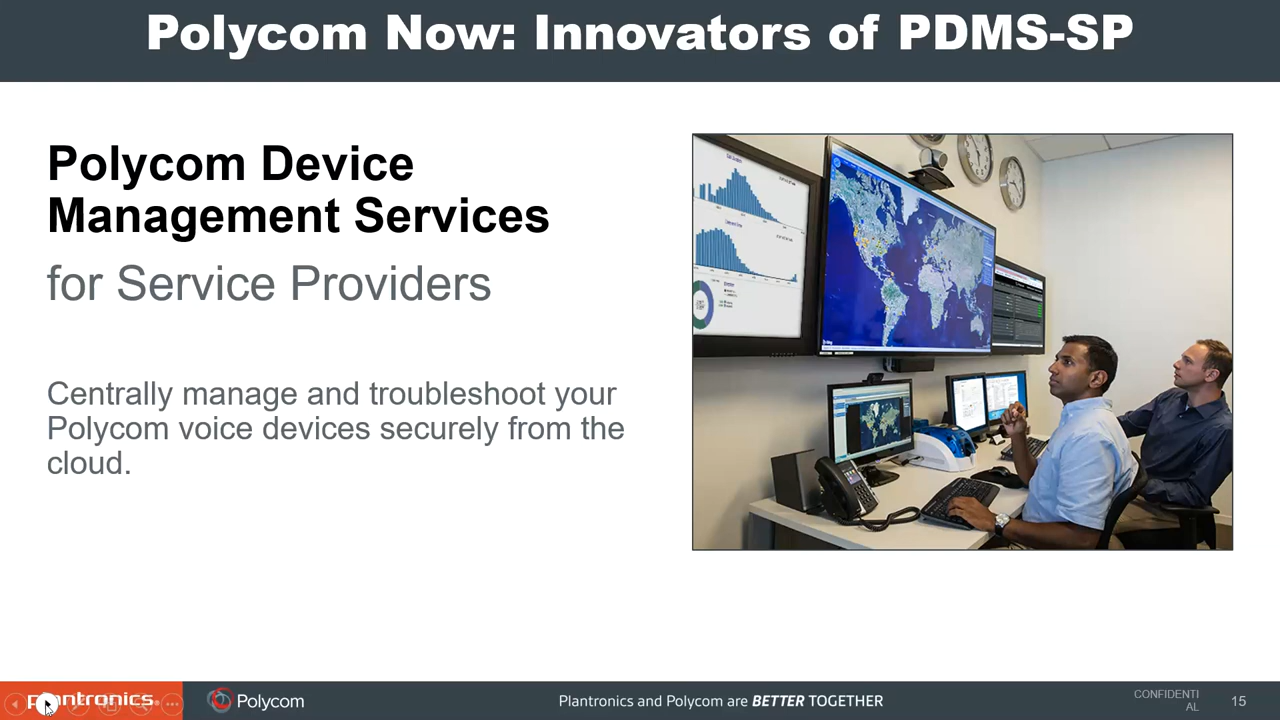 Polycom Now: Innovators of PDMS-SP
Polycom Device
Management Services
for Service Providers
Centrally manage and troubleshoot your
Polycom voice devices securely from the
cloud.
plantronics.
Polycom
Plantronics and Polycom are BETTER TOGETHER
CONFIDENTI
AL
15